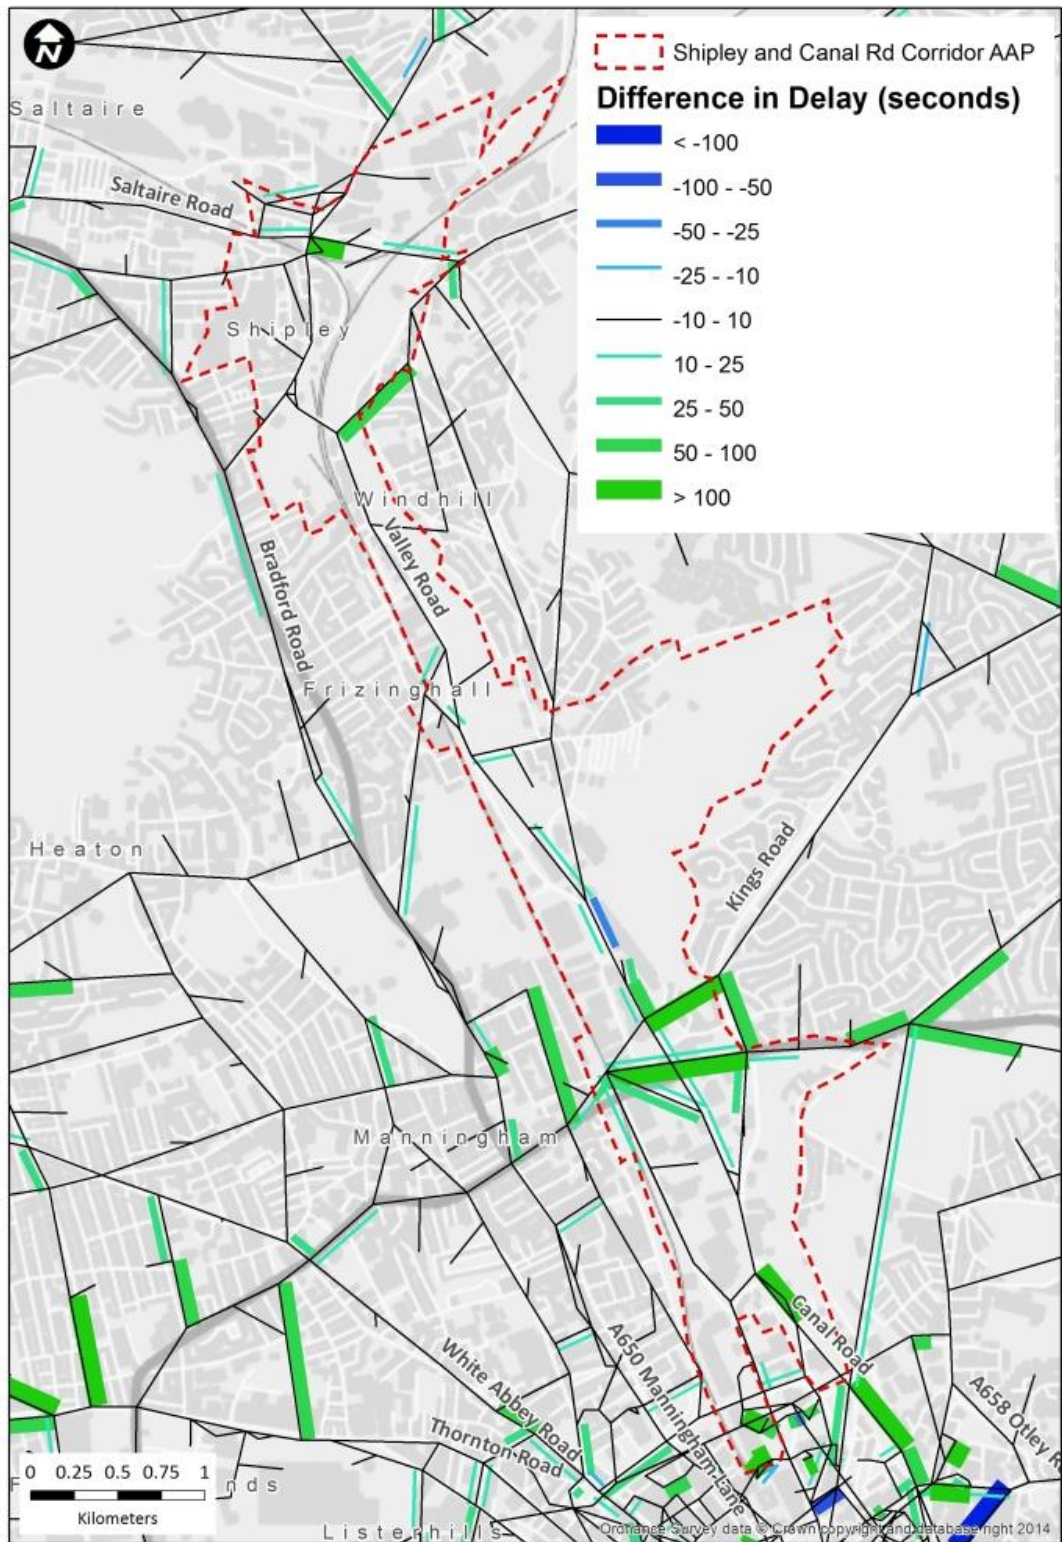 N
Shipley and Canal Rd Corridor AAP
Difference in Delay (seconds)
< -100
-100 - -50
-50 - -25
-25 - -10
-10 - 10
10 - 25
25 - 50
50 - 100
> 100
Saltaire
Saltaire Road
Shipley
Windhill
Valley Road
Bradford Road
Frizinghall
Heaton
Kings Road
Manningham
Canal Road
A650 Manningham Lane
White Abbey Road
A658 Otley
Thornton Road
0 0.25 0.5 0.75 1
Kilometers
nds
Listerhills
Ordnance Survey data © Crown copyright and database right 2014